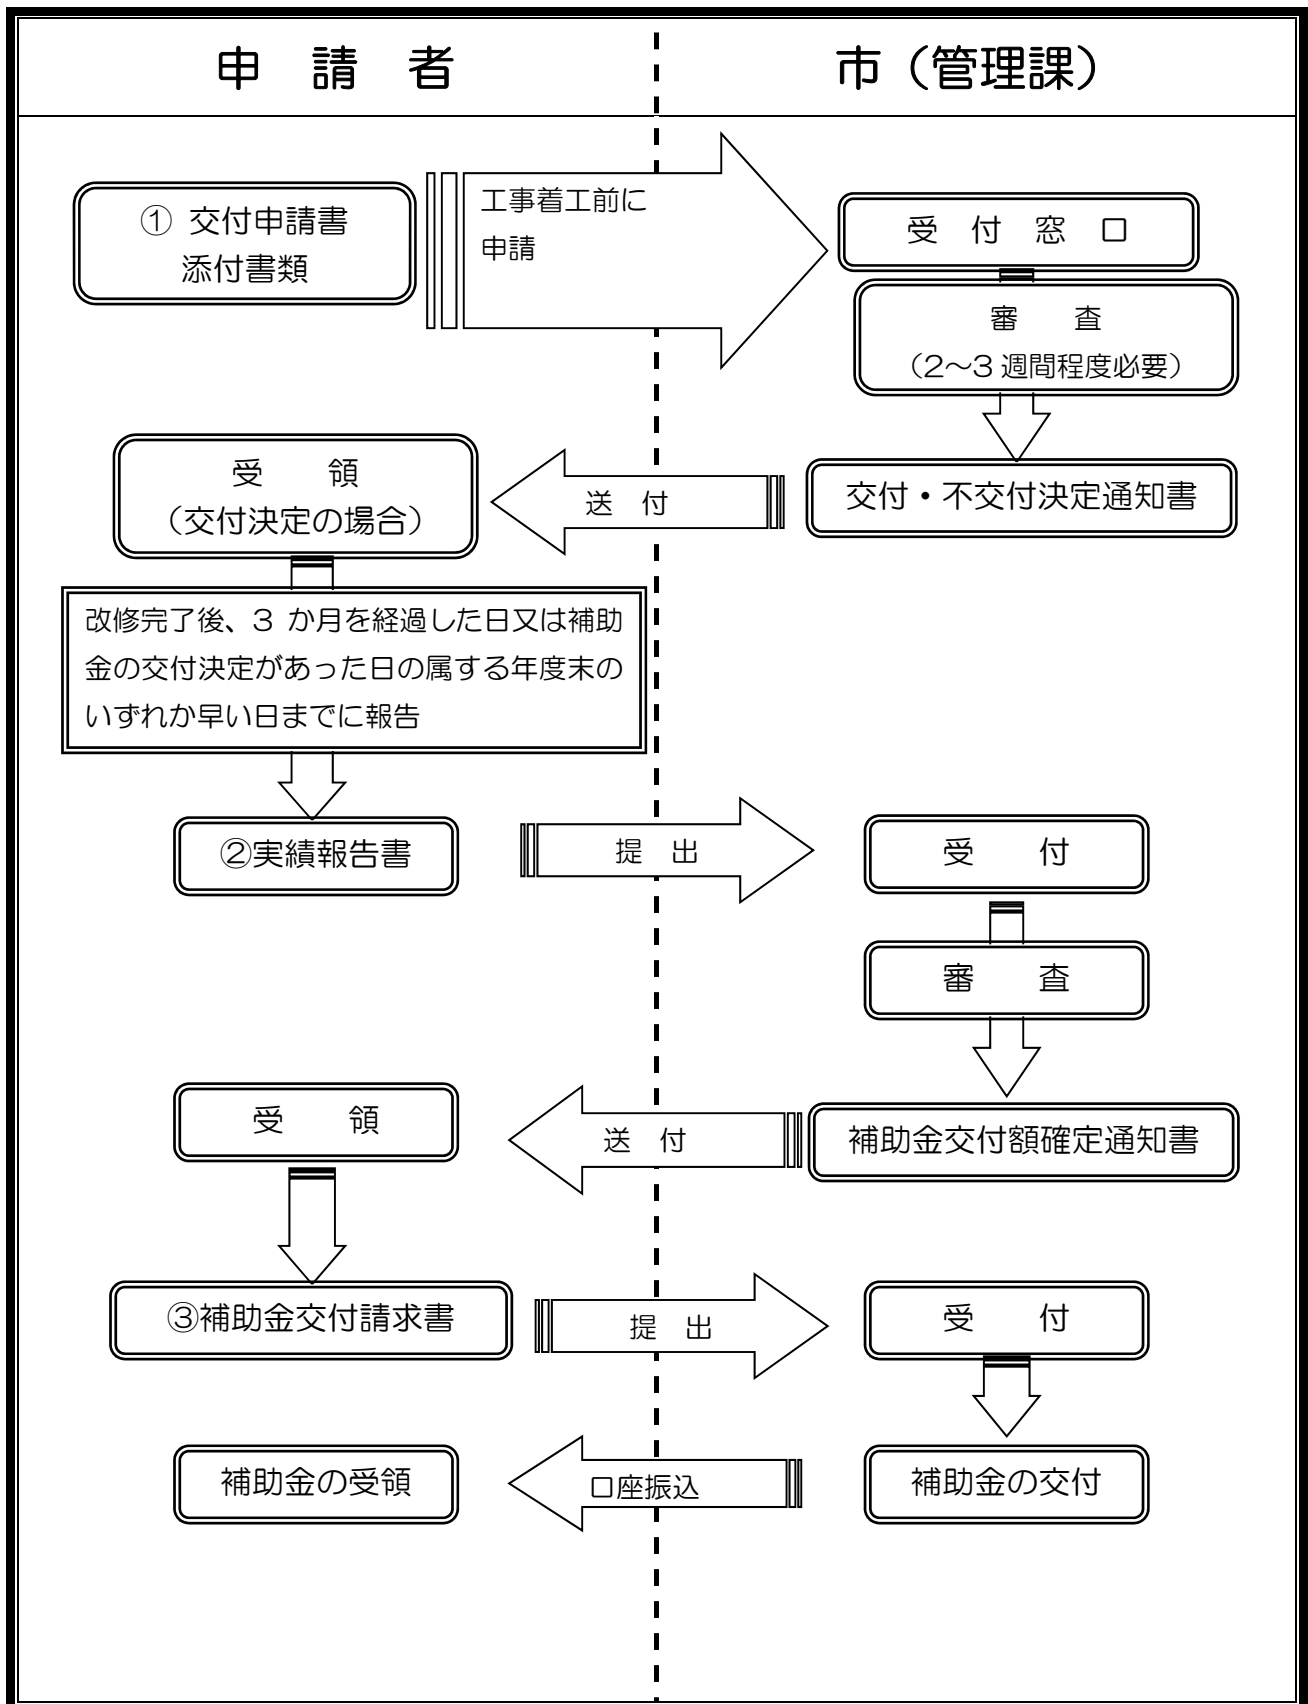 申　請　者
市（管理課）
① 交付申請書
添付書類
工事着工前に
申請
受　付　窓　口
審　　査
（2～3 週間程度必要）
交付・不交付決定通知書
送　付
受　　領
（交付決定の場合）
改修完了後、3 か月を経過した日又は補助
金の交付決定があった日の属する年度末の
いずれか早い日までに報告
②実績報告書
提　出
受　　付
審　　査
補助金交付額確定通知書
送　付
受　　領
③補助金交付請求書
提　出
受　　付
補助金の交付
口座振込
補助金の受領